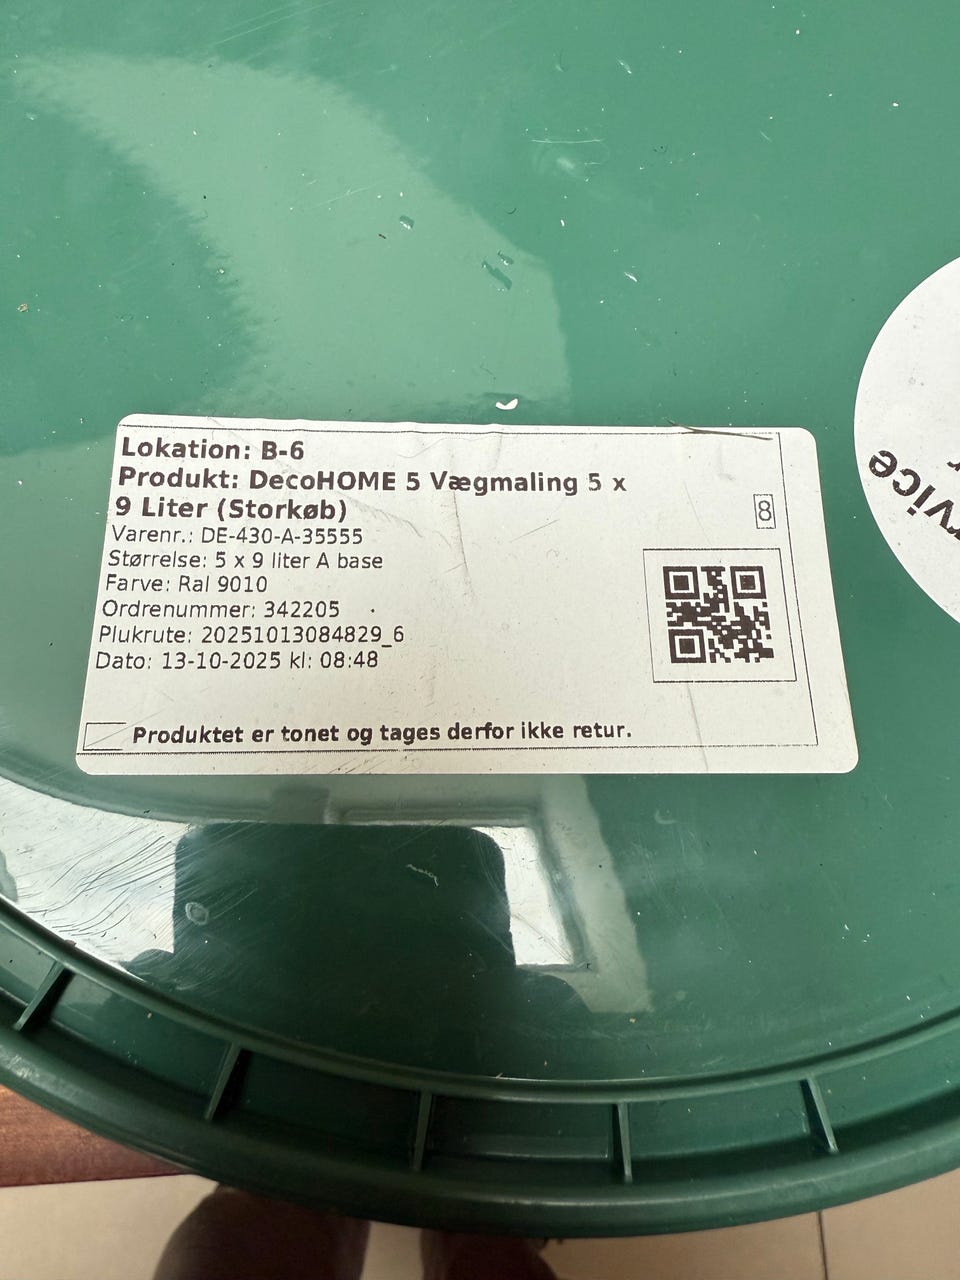 Lokation: B-6
Produkt: DecoHOME 5 Vægmaling 5 x
9 Liter (Storkøb)
8
Varenr.: DE-430-A-35555
Størrelse: 5 x 9 liter A base
Farve: Ral 9010
Ordrenummer: 342205
Plukrute: 20251013084829_6
Dato: 13-10-2025 kl: 08:48
Produktet er tonet og tages derfor ikke retur.